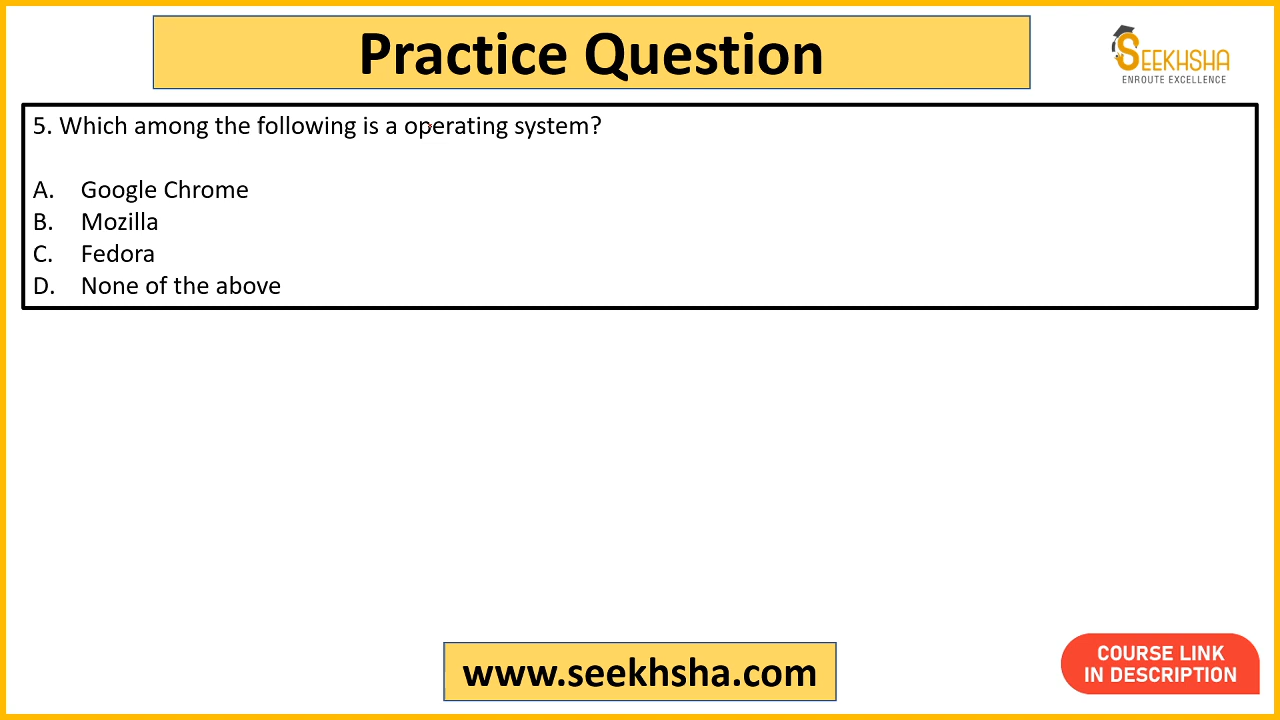 Practice Question
SEEKHSHA
ENROUTE EXCELLENCE
5. Which among the following is a operating system?
A. Google Chrome
B. Mozilla
C. Fedora
D. None of the above
www.seekhsha.com
COURSE LINK
IN DESCRIPTION